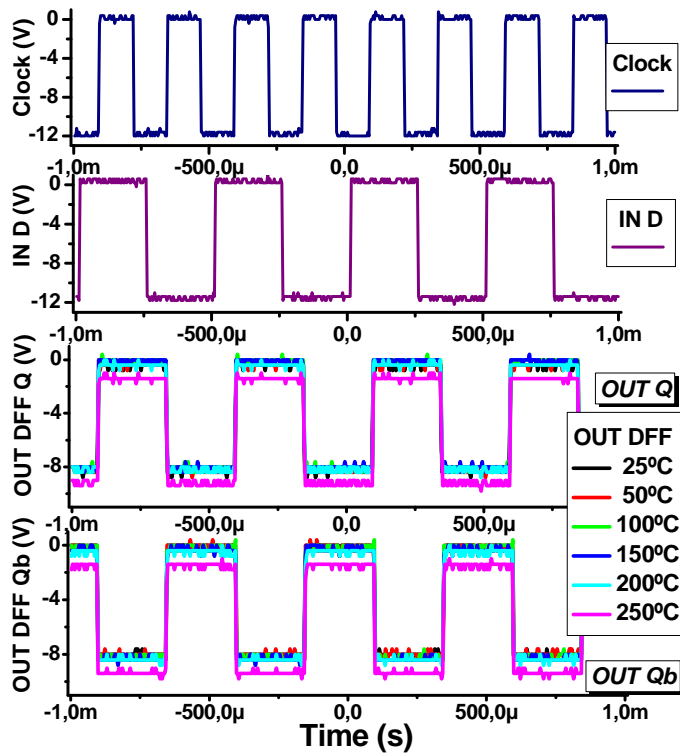 Clock (V)
0
-4
-8
-12
Clock
-1,0m -500,0µ 0,0 500,0µ 1,0m
IN D (V)
0
-4
-8
-12
IN D
-1,0m -500,0µ 0,0 500,0µ 1,0m
OUT DFF Q (V)
0
-4
-8
OUT Q
-1,0m -500,0µ 0,0 500,0µ
OUT DFF
25ºC
50ºC
100ºC
150ºC
200ºC
250ºC
OUT DFF Qb (V)
0
-4
-8
OUT Qb
-1,0m -500,0µ 0,0 500,0µ 1,0m
Time (s)